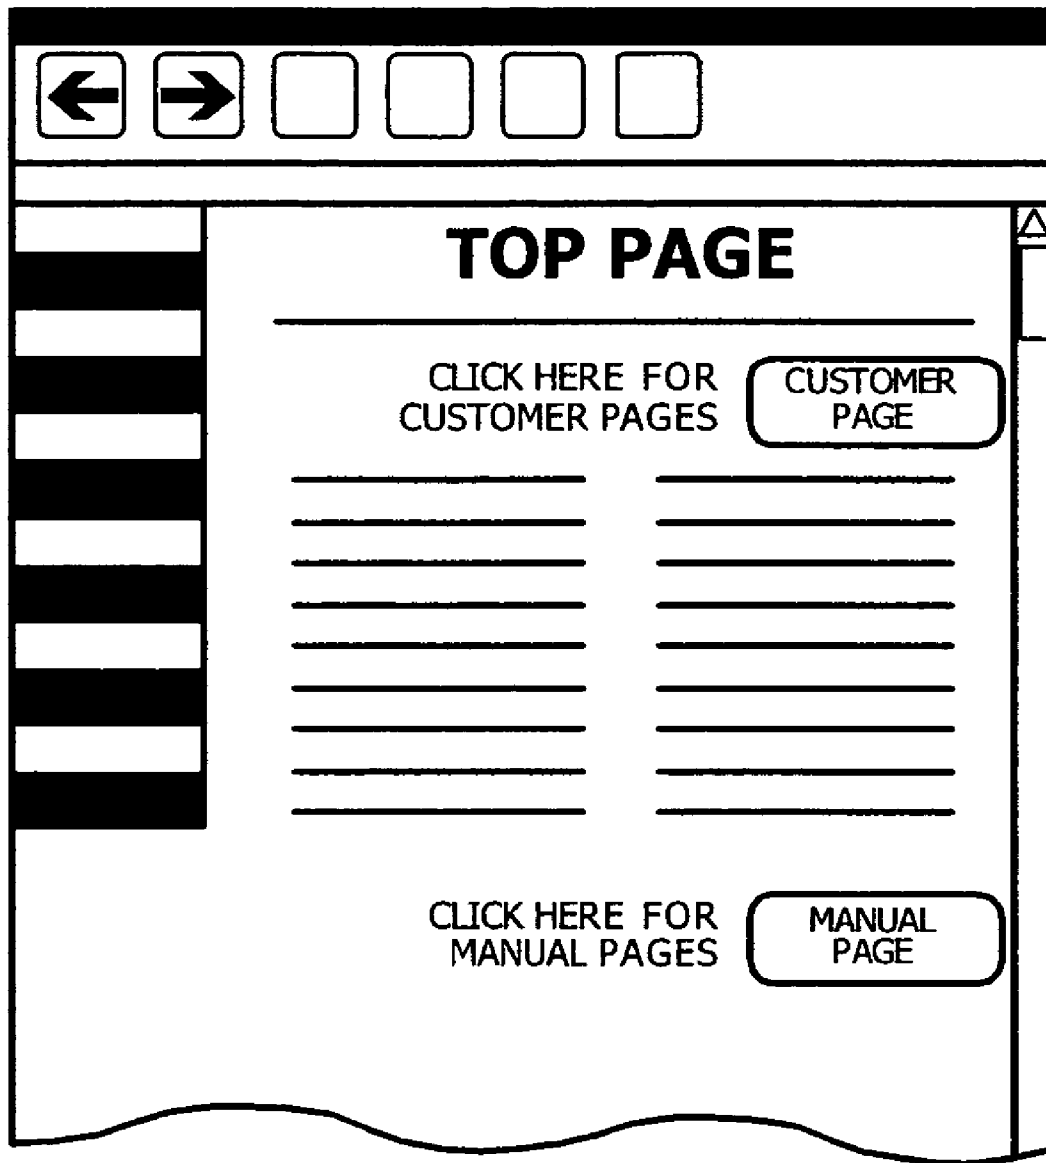 TOP PAGE
CLICK HERE FOR
CUSTOMER PAGES
CUSTOMER
PAGE
CLICK HERE FOR
MANUAL PAGES
MANUAL
PAGE